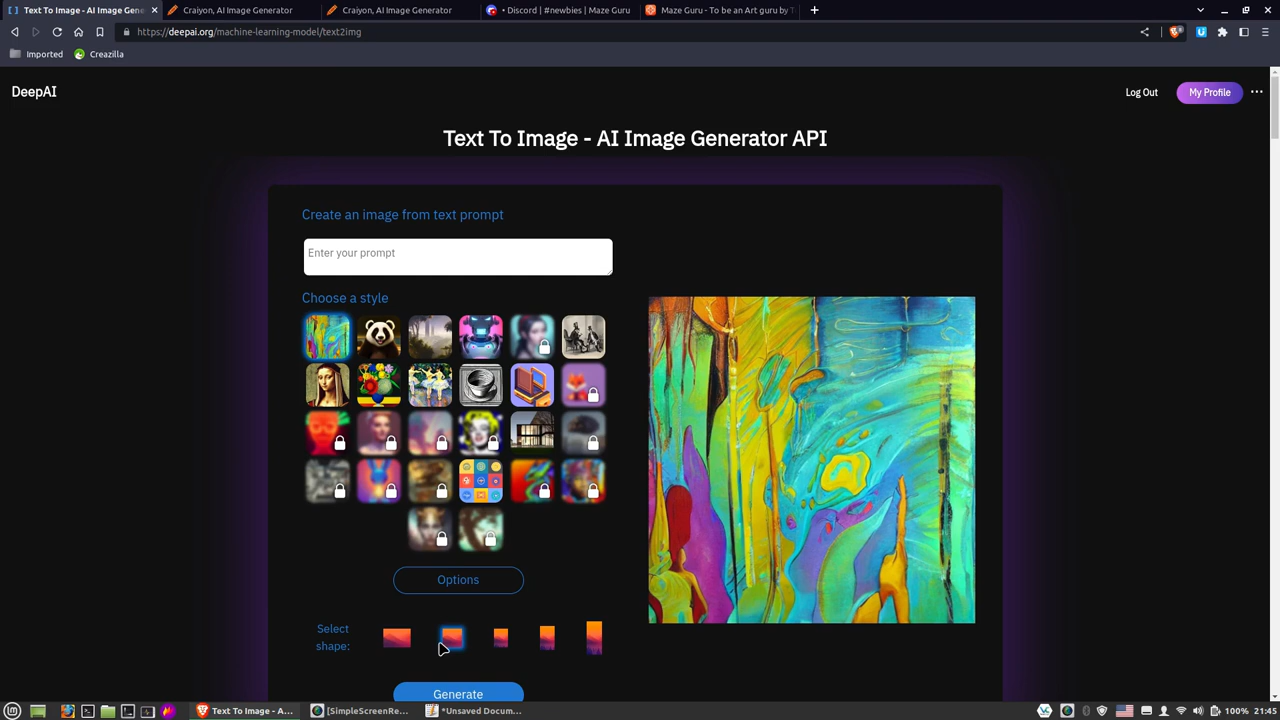 [ ] Text To Image - AI Image Gene
Craiyon, AI Image Generator
Craiyon, AI Image Generator
• Discord | #newbies | Maze Guru
Maze Guru - To be an Art guru by T
https://deepai.org/machine-learning-model/text2img
Imported
Creazilla
DeepAI
Log Out
My Profile
Text To Image - AI Image Generator API
Create an image from text prompt
Enter your prompt
Choose a style
Options
Select
shape:
Generate
Text To Image - A...
[SimpleScreenRe...
*Unsaved Docum...
100%
21:45